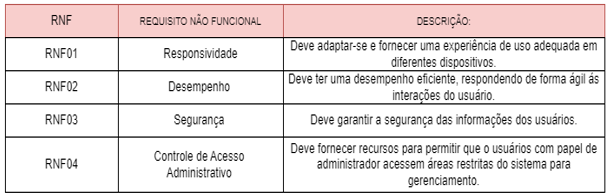 RNF REQUISITO NÃO FUNCIONAL DESCRIÇÃO:
RNF01 Responsividade Deve adaptar-se e fornecer uma experiência de uso adequada em
diferentes dispositivos.
RNF02 Desempenho Deve ter uma desempenho eficiente, respondendo de forma ágil ás
interações do usuário.
RNF03 Segurança Deve garantir a segurança das informações dos usuários.
RNF04 Controle de Acesso
Administrativo
Deve fornecer recursos para permitir que o usuários com papel de
administrador acessem áreas restritas do sistema para
gerenciamento.